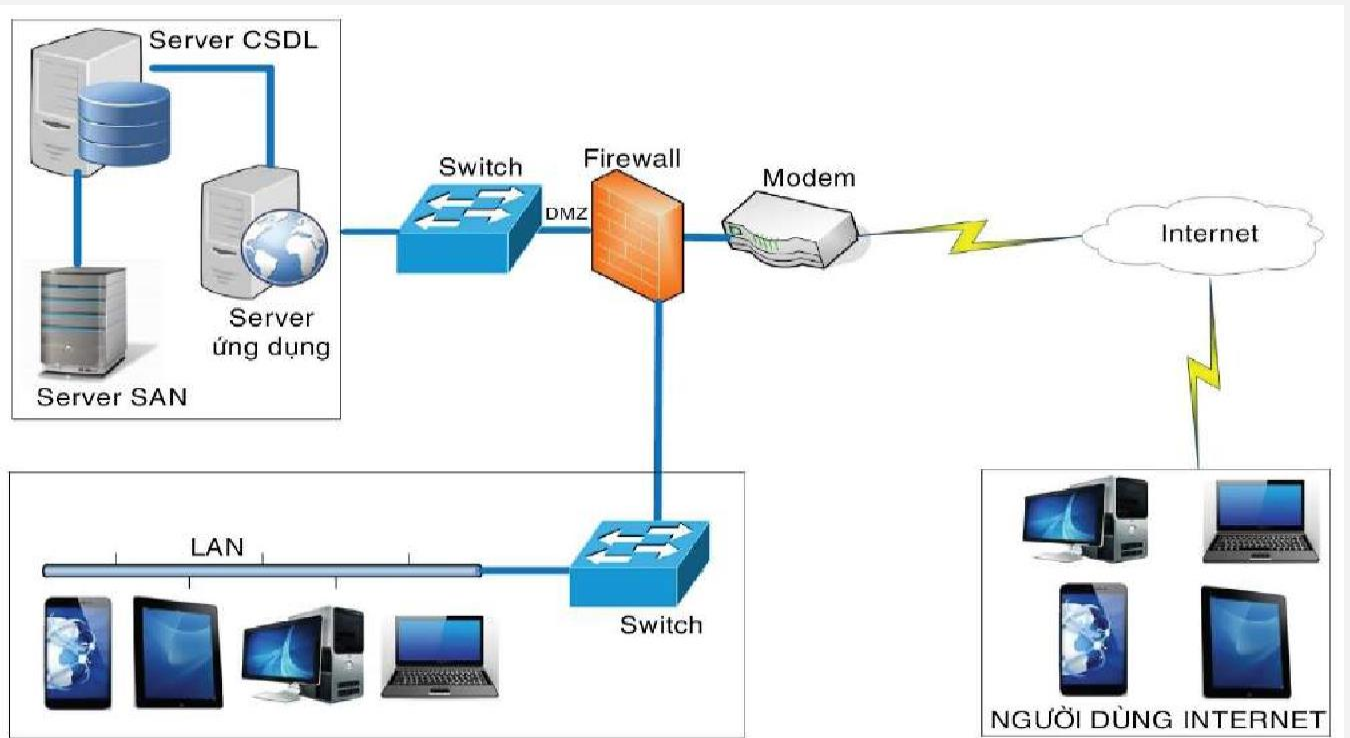 Server CSDL
Switch
Firewall
Modem
DMZ
Internet
Server
ứng dụng
Server SAN
LAN
Switch
NGƯỜI DÙNG INTERNET